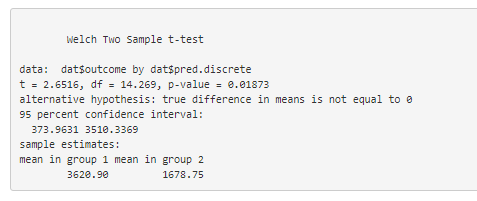 Welch Two Sample t-test
data:  dat$outcome by dat$pred.discrete
t = 2.6516, df = 14.269, p-value = 0.01873
alternative hypothesis: true difference in means is not equal to 0
95 percent confidence interval:
373.9631 3510.3369
sample estimates:
mean in group 1 mean in group 2
3620.90         1678.75